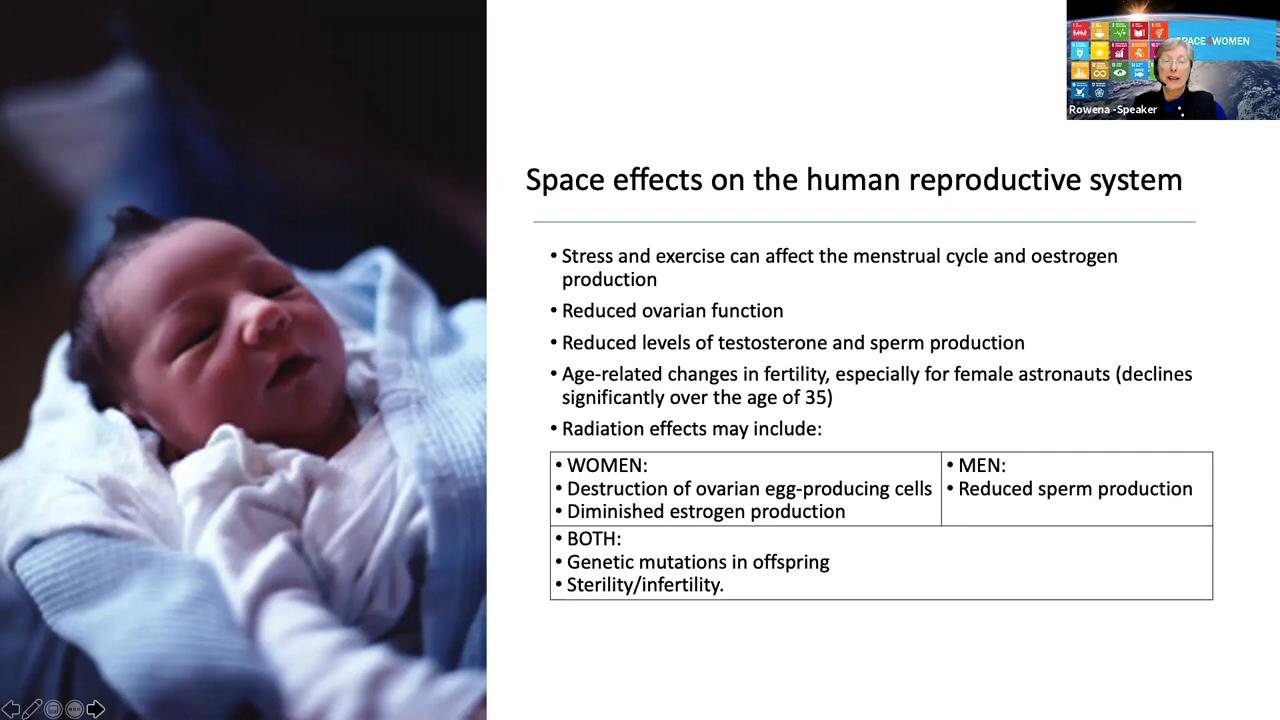 SPACE4WOMEN
Rowena -Speaker
Space effects on the human reproductive system
• Stress and exercise can affect the menstrual cycle and oestrogen
production
• Reduced ovarian function
• Reduced levels of testosterone and sperm production
• Age-related changes in fertility, especially for female astronauts (declines
significantly over the age of 35)
• Radiation effects may include:
• WOMEN:
• Destruction of ovarian egg-producing cells
• Diminished estrogen production
• MEN:
• Reduced sperm production
• BOTH:
• Genetic mutations in offspring
• Sterility/infertility.